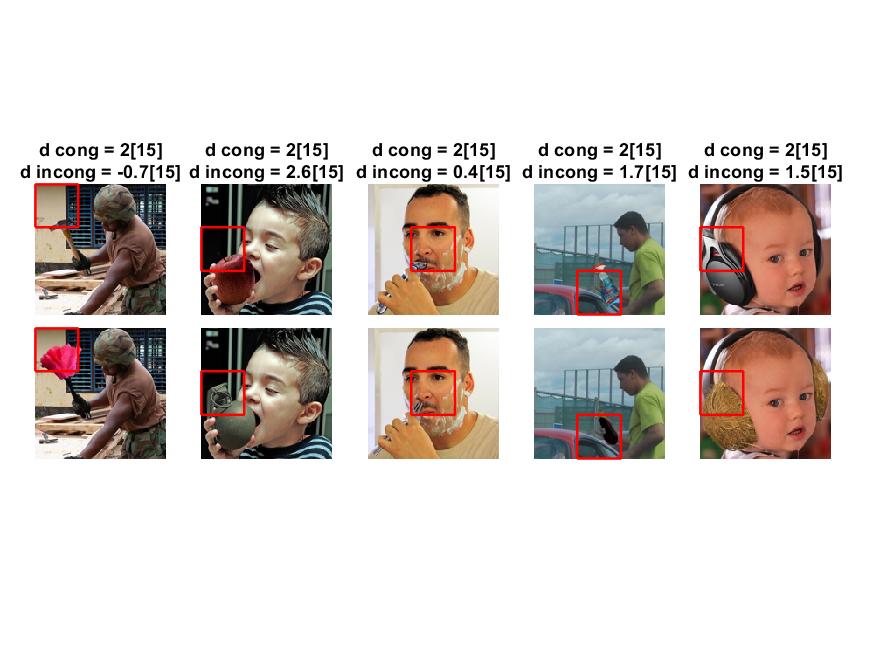 d cong = 2[15]
d incong = -0.7[15]
d cong = 2[15]
d incong = 2.6[15]
d cong = 2[15]
d incong = 0.4[15]
d cong = 2[15]
d incong = 1.7[15]
d cong = 2[15]
d incong = 1.5[15]